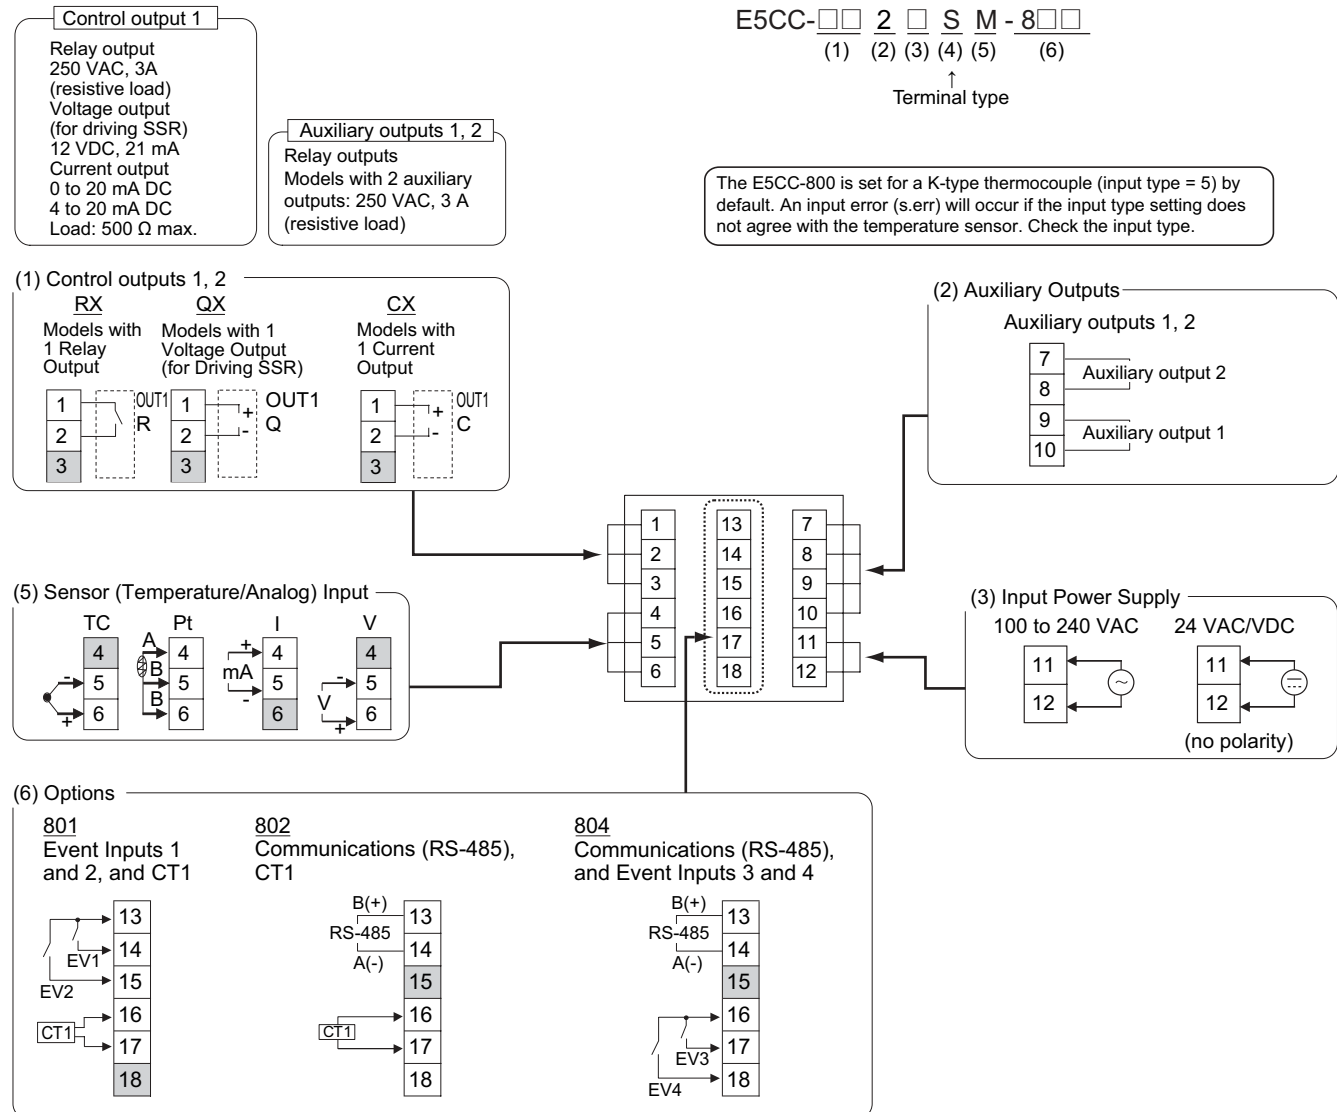 Control output 1
Relay output
250 VAC, 3A
(resistive load)
Voltage output
(for driving SSR)
12 VDC, 21 mA
Current output
0 to 20 mA DC
4 to 20 mA DC
Load: 500 Ω max.
Auxiliary outputs 1, 2
Relay outputs
Models with 2 auxiliary
outputs: 250 VAC, 3 A
(resistive load)
E5CC-□□ 2 □ S M - 8□□
(1) (2) (3) (4) (5) (6)
↑
Terminal type
The E5CC-800 is set for a K-type thermocouple (input type = 5) by
default. An input error (s.err) will occur if the input type setting does
not agree with the temperature sensor. Check the input type.
(1) Control outputs 1, 2
RX
Models with
1 Relay
Output
1
2
3
OUT1
R
QX
Models with 1
Voltage Output
(for Driving SSR)
1
2
3
+
-
OUT1
Q
CX
Models with
1 Current
Output
1
2
3
+
-
OUT1
C
(2) Auxiliary Outputs
Auxiliary outputs 1, 2
7
8
9
10
Auxiliary output 2
Auxiliary output 1
1 13 7
2 14 8
3 15 9
4 16 10
5 17 11
6 18 12
(5) Sensor (Temperature/Analog) Input
TC
4
5
6
-
+
Pt
A
B
B
4
5
6
I
+
mA
-
4
5
6
V
-
V
+
4
5
6
(3) Input Power Supply
100 to 240 VAC
11
12
24 VAC/VDC
11
12
(no polarity)
(6) Options
801
Event Inputs 1
and 2, and CT1
13
14
15
16
17
18
EV1
EV2
CT1
802
Communications (RS-485),
CT1
B(+)
RS-485
A(-)
CT1
13
14
15
16
17
18
804
Communications (RS-485),
and Event Inputs 3 and 4
B(+)
RS-485
A(-)
EV3
EV4
13
14
15
16
17
18